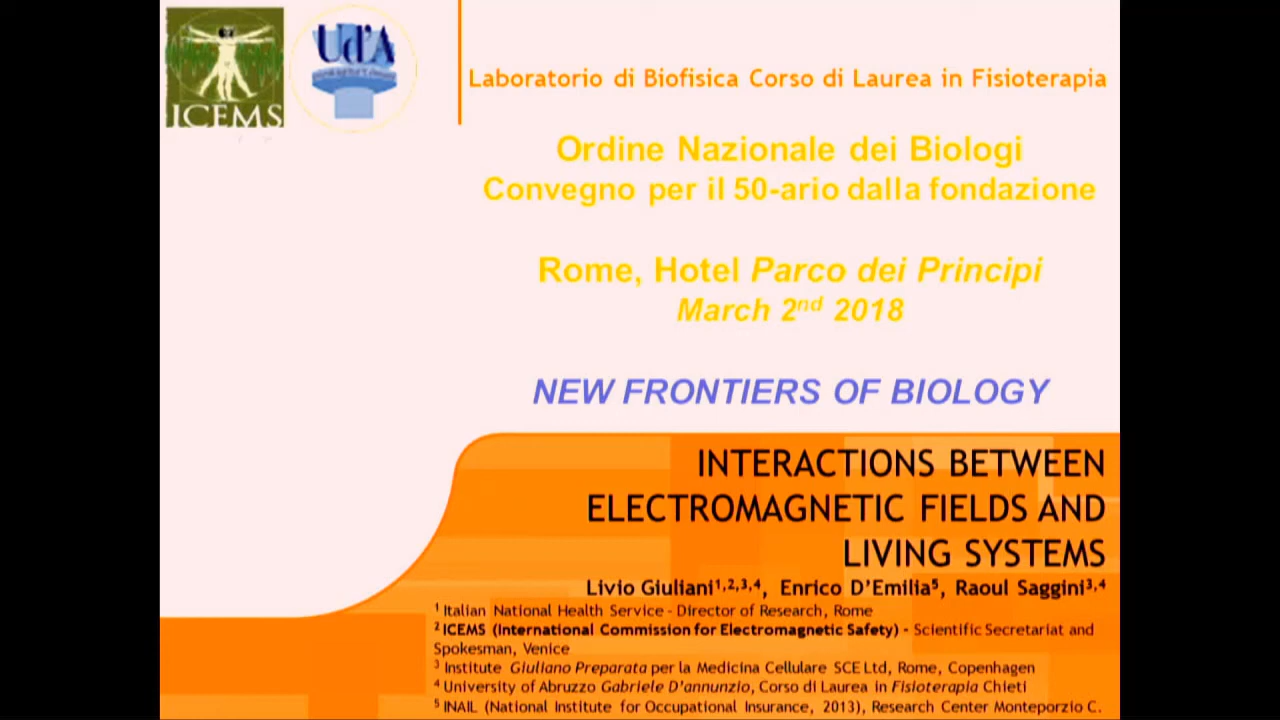 ICEMS
Ud'A
Laboratorio di Biofisica Corso di Laurea in Fisioterapia
Ordine Nazionale dei Biologi
Convegno per il 50-ario dalla fondazione
Rome, Hotel Parco dei Principi
March 2nd 2018
NEW FRONTIERS OF BIOLOGY
INTERACTIONS BETWEEN
ELECTROMAGNETIC FIELDS AND
LIVING SYSTEMS
Livio Giuliani1,2,3,4, Enrico D'Emilia5, Raoul Saggini3,4
1 Italian National Health Service - Director of Research, Rome
2 ICEMS (International Commission for Electromagnetic Safety) - Scientific Secretariat and
Spokesman, Venice
3 Institute Giuliano Preparata per la Medicina Cellulare SCE Ltd, Rome, Copenhagen
4 University of Abruzzo Gabriele D'annunzio, Corso di Laurea in Fisioterapia Chieti
5 INAIL (National Institute for Occupational Insurance, 2013), Research Center Monteporzio C.